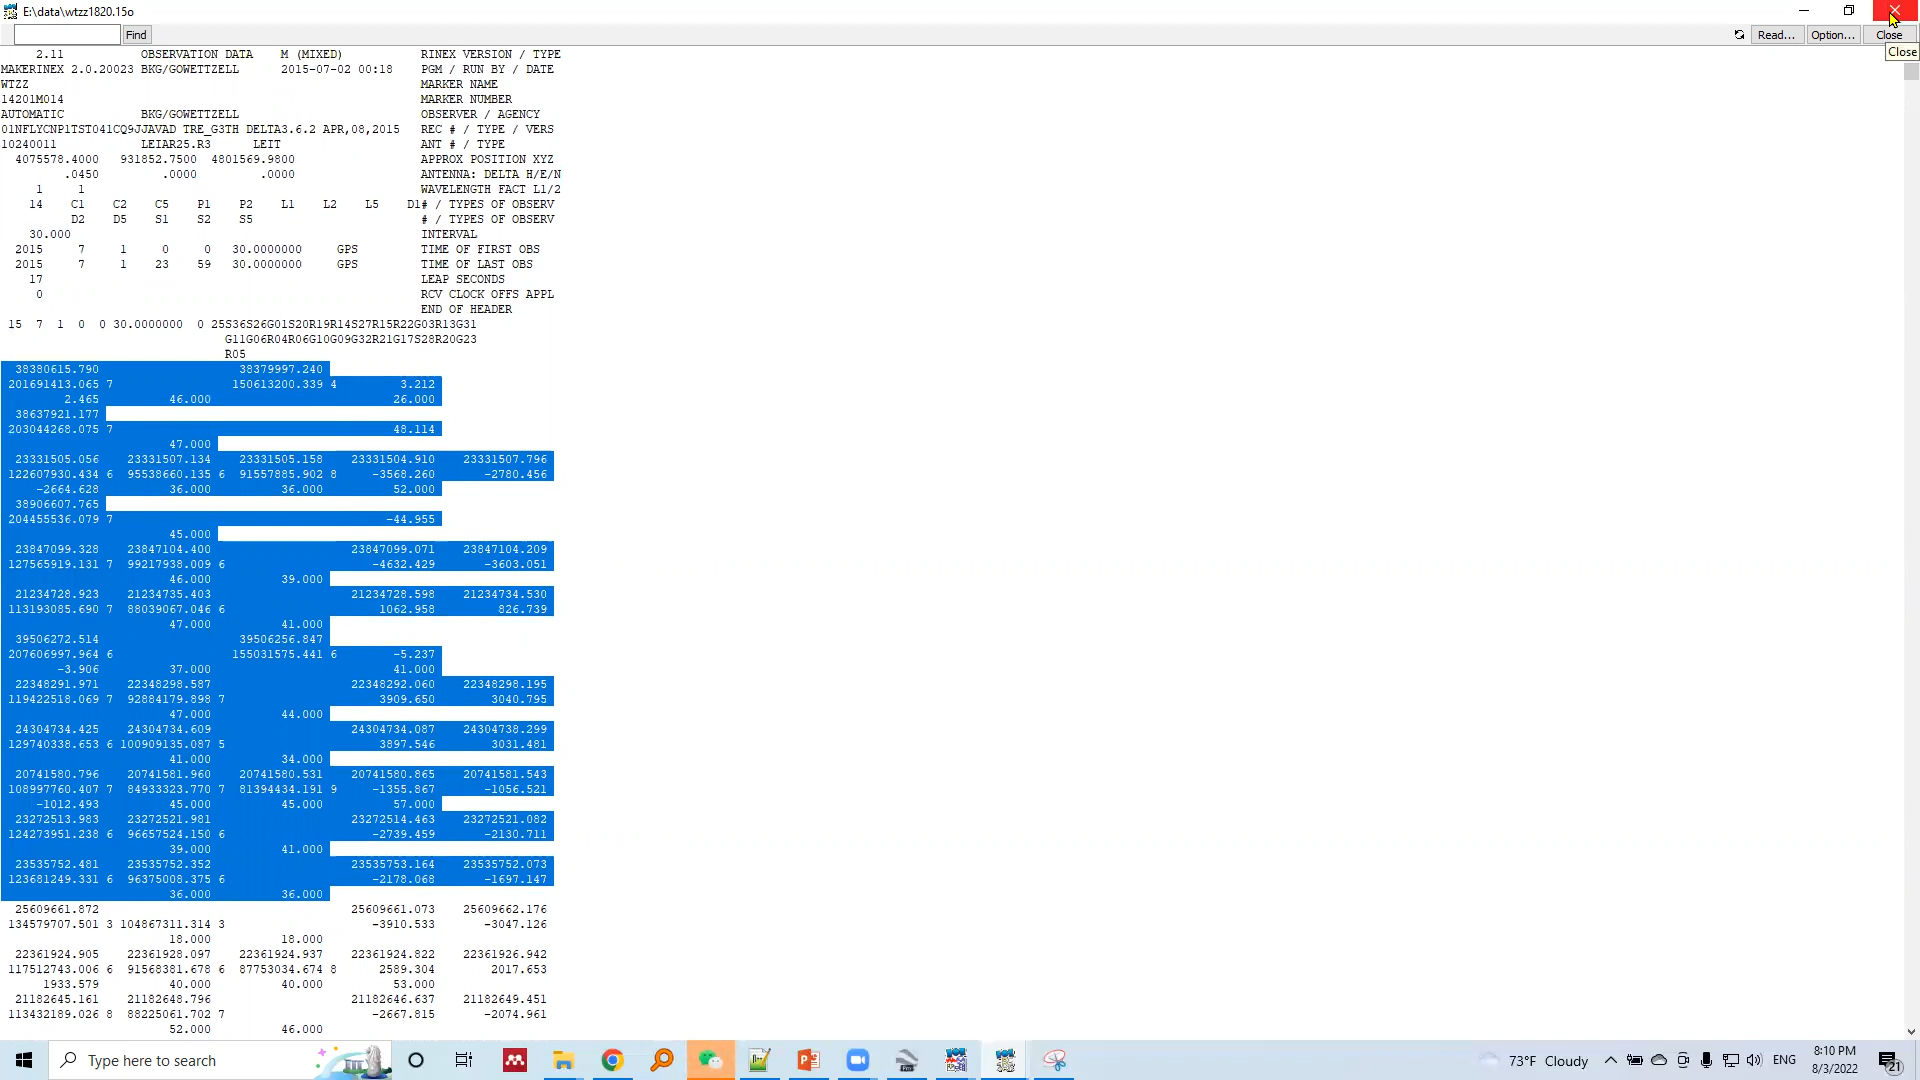 E:\data\wtzz1820.15o
Find
Read... Option... Close
Close
2.11 OBSERVATION DATA M (MIXED) RINEX VERSION / TYPE
MAKERINEX 2.0.20023 BKG/GOWETTZELL 2015-07-02 00:18 PGM / RUN BY / DATE
WTZZ MARKER NAME
14201M014 MARKER NUMBER
AUTOMATIC BKG/GOWETTZELL OBSERVER / AGENCY
01NFLYCNP1TST041CQ9JJAVAD TRE_G3TH DELTA3.6.2 APR,08,2015 REC # / TYPE / VERS
10240011 LEIAR25.R3 LEIT ANT # / TYPE
4075578.4000 931852.7500 4801569.9800 APPROX POSITION XYZ
.0450 .0000 .0000 ANTENNA: DELTA H/E/N
1 1 WAVELENGTH FACT L1/2
14 C1 C2 C5 P1 P2 L1 L2 L5 D1# / TYPES OF OBSERV
D2 D5 S1 S2 S5 # / TYPES OF OBSERV
30.000 INTERVAL
2015 7 1 0 0 30.0000000 GPS TIME OF FIRST OBS
2015 7 1 23 59 30.0000000 GPS TIME OF LAST OBS
17 LEAP SECONDS
0 RCV CLOCK OFFS APPL
END OF HEADER
15 7 1 0 0 30.0000000 0 25S36S26G01S20R19R14S27R15R22G03R13G31
G11G06R04R06G10G09G32R21G17S28R20G23
R05
38380615.790 38379997.240
201691413.065 7 150613200.339 4 3.212
2.465 46.000 26.000
38637921.177
203044268.075 7 48.114
47.000
23331505.056 23331507.134 23331505.158 23331504.910 23331507.796
122607930.434 6 95538660.135 6 91557885.902 8 -3568.260 -2780.456
-2664.628 36.000 36.000 52.000
38906607.765
204455536.079 7 -44.955
45.000
23847099.328 23847104.400 23847099.071 23847104.209
127565919.131 7 99217938.009 6 -4632.429 -3603.051
46.000 39.000
21234728.923 21234735.403 21234728.598 21234734.530
113193085.690 7 88039067.046 6 1062.958 826.739
47.000 41.000
39506272.514 39506256.847
207606997.964 6 155031575.441 6 -5.237
-3.906 37.000 41.000
22348291.971 22348298.587 22348292.060 22348298.195
119422518.069 7 92884179.898 7 3909.650 3040.795
47.000 44.000
24304734.425 24304734.609 24304734.087 24304738.299
129740338.653 6 100909135.087 5 3897.546 3031.481
41.000 34.000
20741580.796 20741581.960 20741580.531 20741580.865 20741581.543
108997760.407 7 84933323.770 7 81394434.191 9 -1355.867 -1056.521
-1012.493 45.000 45.000 57.000
23272513.983 23272521.981 23272514.463 23272521.082
124273951.238 6 96657524.150 6 -2739.459 -2130.711
39.000 41.000
23535752.481 23535752.352 23535753.164 23535752.073
123681249.331 6 96375008.375 6 -2178.068 -1697.147
36.000 36.000
25609661.872 25609661.073 25609662.176
134579707.501 3 104867311.314 3 -3910.533 -3047.126
18.000 18.000
22361924.905 22361928.097 22361924.937 22361924.822 22361926.942
117512743.006 6 91568381.678 6 87753034.674 8 2589.304 2017.653
1933.579 40.000 40.000 53.000
21182645.161 21182648.796 21182646.637 21182649.451
113432189.026 8 88225061.702 7 -2667.815 -2074.961
52.000 46.000
Type here to search
73°F Cloudy ENG 8:10 PM
8/3/2022 21